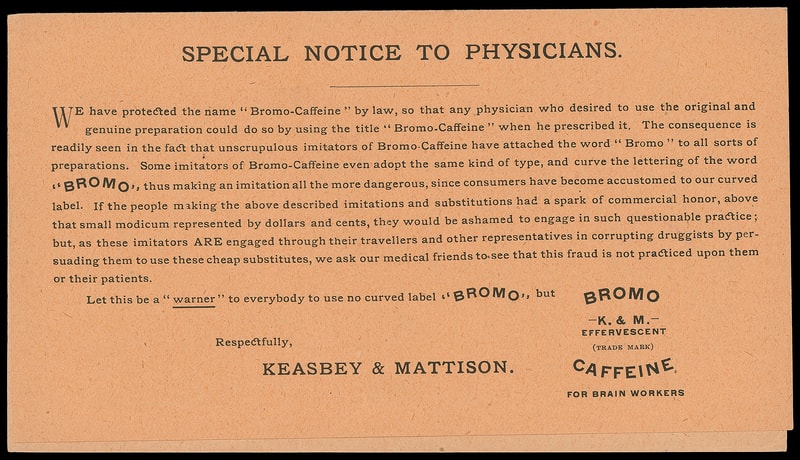 SPECIAL NOTICE TO PHYSICIANS.
WE have protected the name “Bromo-Caffeine” by law, so that any physician who desired to use the original and
genuine preparation could do so by using the title “Bromo-Caffeine” when he prescribed it. The consequence is
readily seen in the fact that unscrupulous imitators of Bromo-Caffeine have attached the word “Bromo” to all sorts of
preparations. Some imitators of Bromo-Caffeine even adopt the same kind of type, and curve the lettering of the word
“BROMO”, thus making an imitation all the more dangerous, since consumers have become accustomed to our curved
label. If the people making the above described imitations and substitutions had a spark of commercial honor, above
that small modicum represented by dollars and cents, they would be ashamed to engage in such questionable practice;
but, as these imitators ARE engaged through their travellers and other representatives in corrupting druggists by per-
suading them to use these cheap substitutes, we ask our medical friends to see that this fraud is not practiced upon them
or their patients.
Let this be a “warner” to everybody to use no curved label “BROMO”, but
BROMO
–K. & M.–
EFFERVESCENT
(TRADE MARK)
CAFFEINE,
FOR BRAIN WORKERS
Respectfully,
KEASBEY & MATTISON.